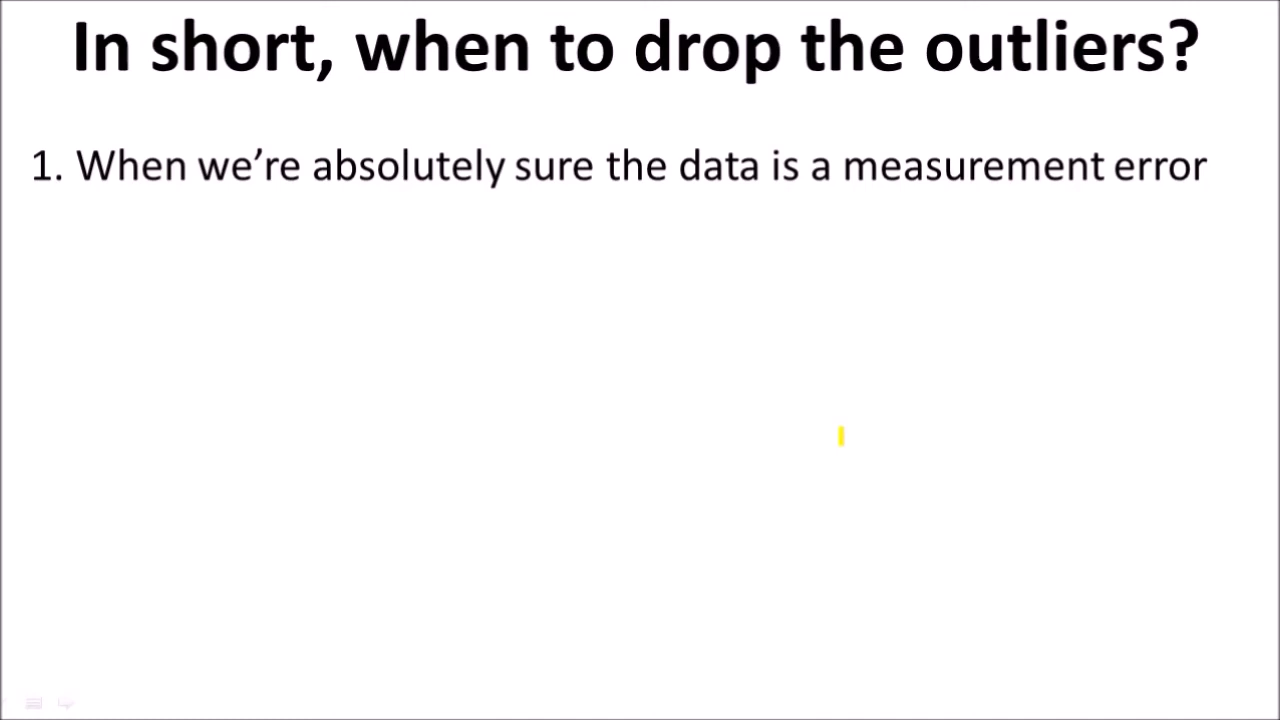 In short, when to drop the outliers?
1. When we’re absolutely sure the data is a measurement error